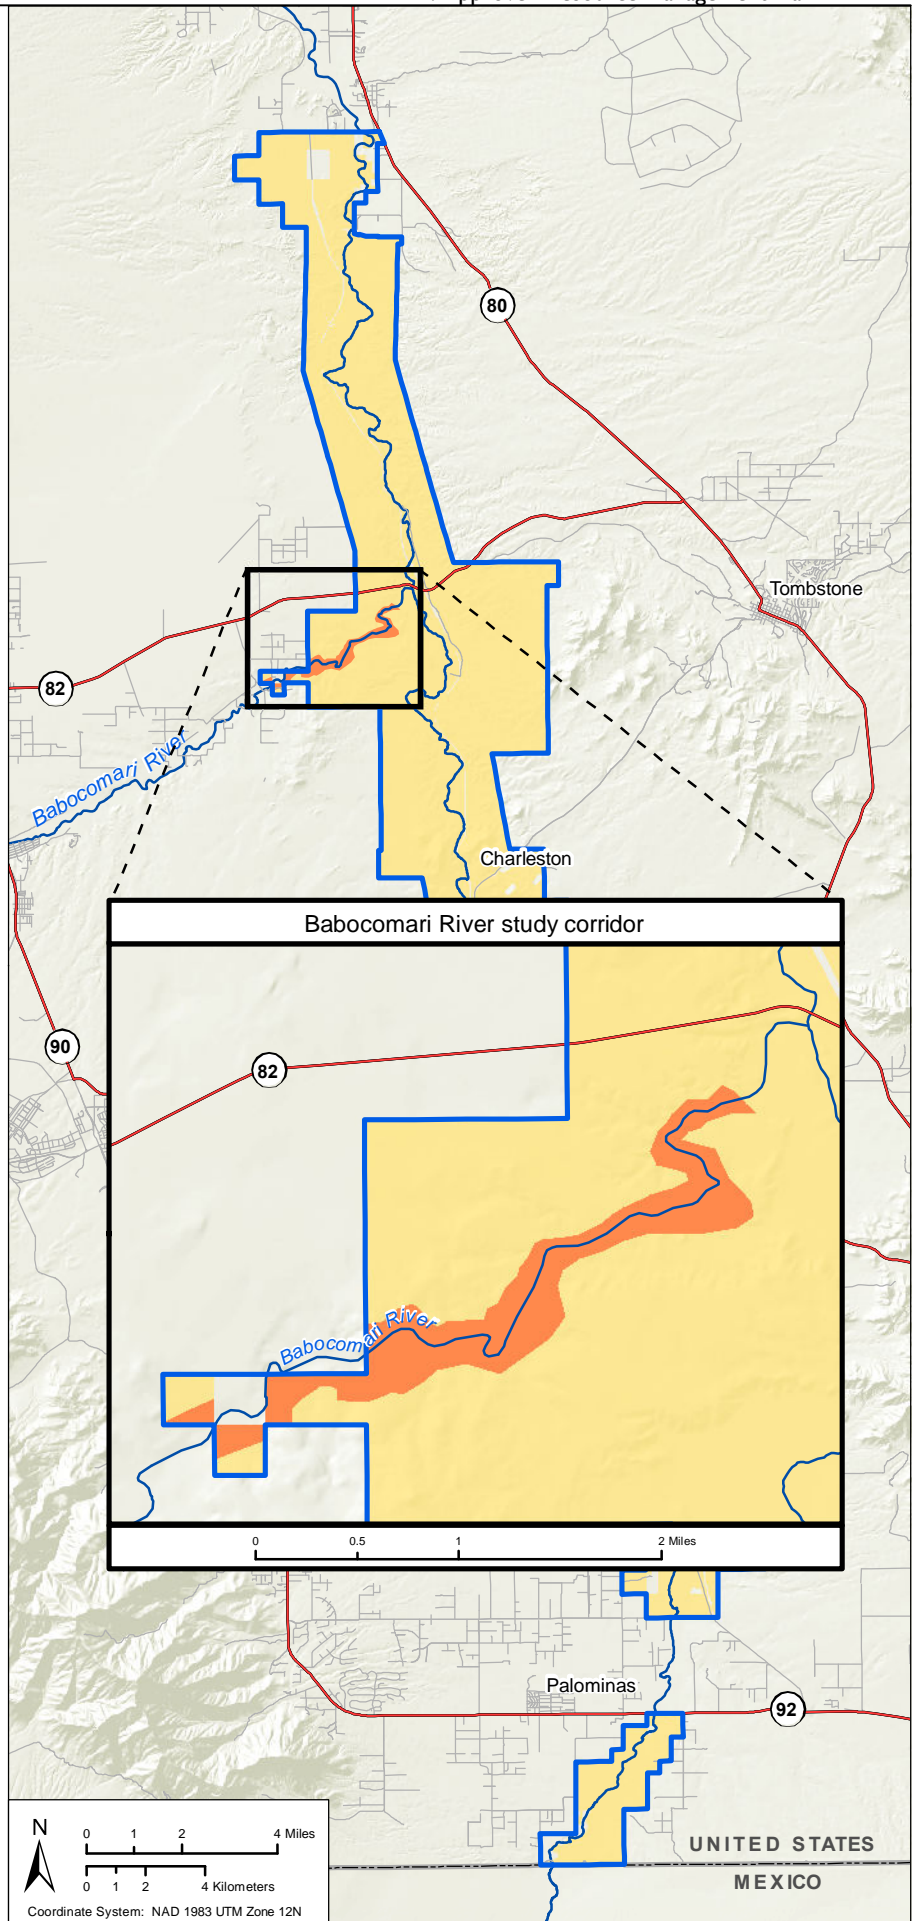 80
Tombstone
82
Babocomari River
Charleston
Babocomari River study corridor
90
82
Babocomari River
0 0.5 1 2 Miles
Palominas
92
N
0 1 2 4 Miles
0 1 2 4 Kilometers
Coordinate System: NAD 1983 UTM Zone 12N
UNITED STATES
MEXICO